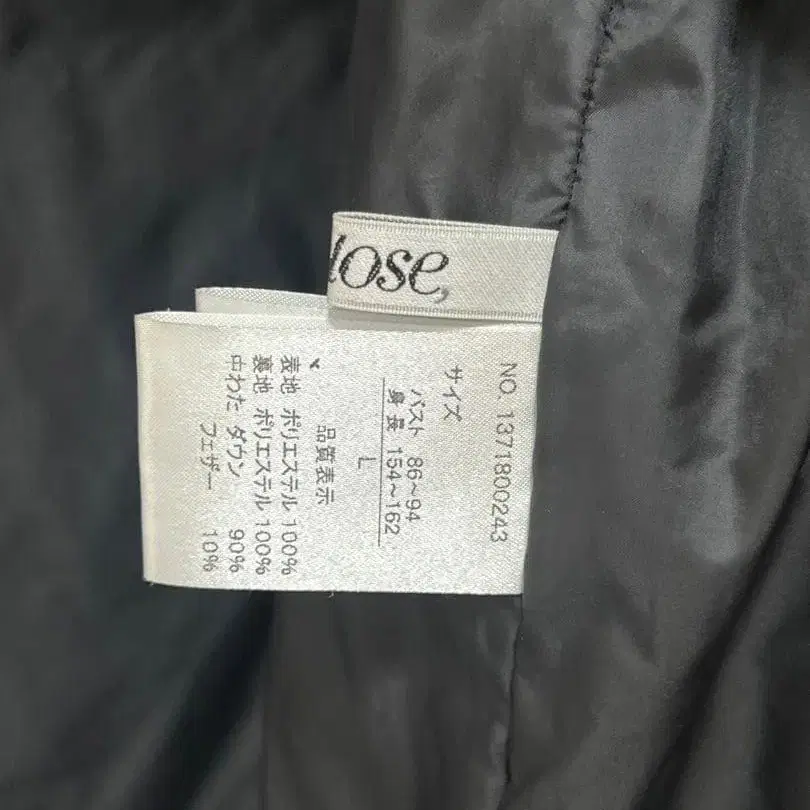 lose,
NO. 1371800243
サイズ
バスト 86～94
身長 154～162
L
品質表示
表地 ポリエステル 100%
裏地 ポリエステル 100%
中わた ダウン 90%
フェザー 10%